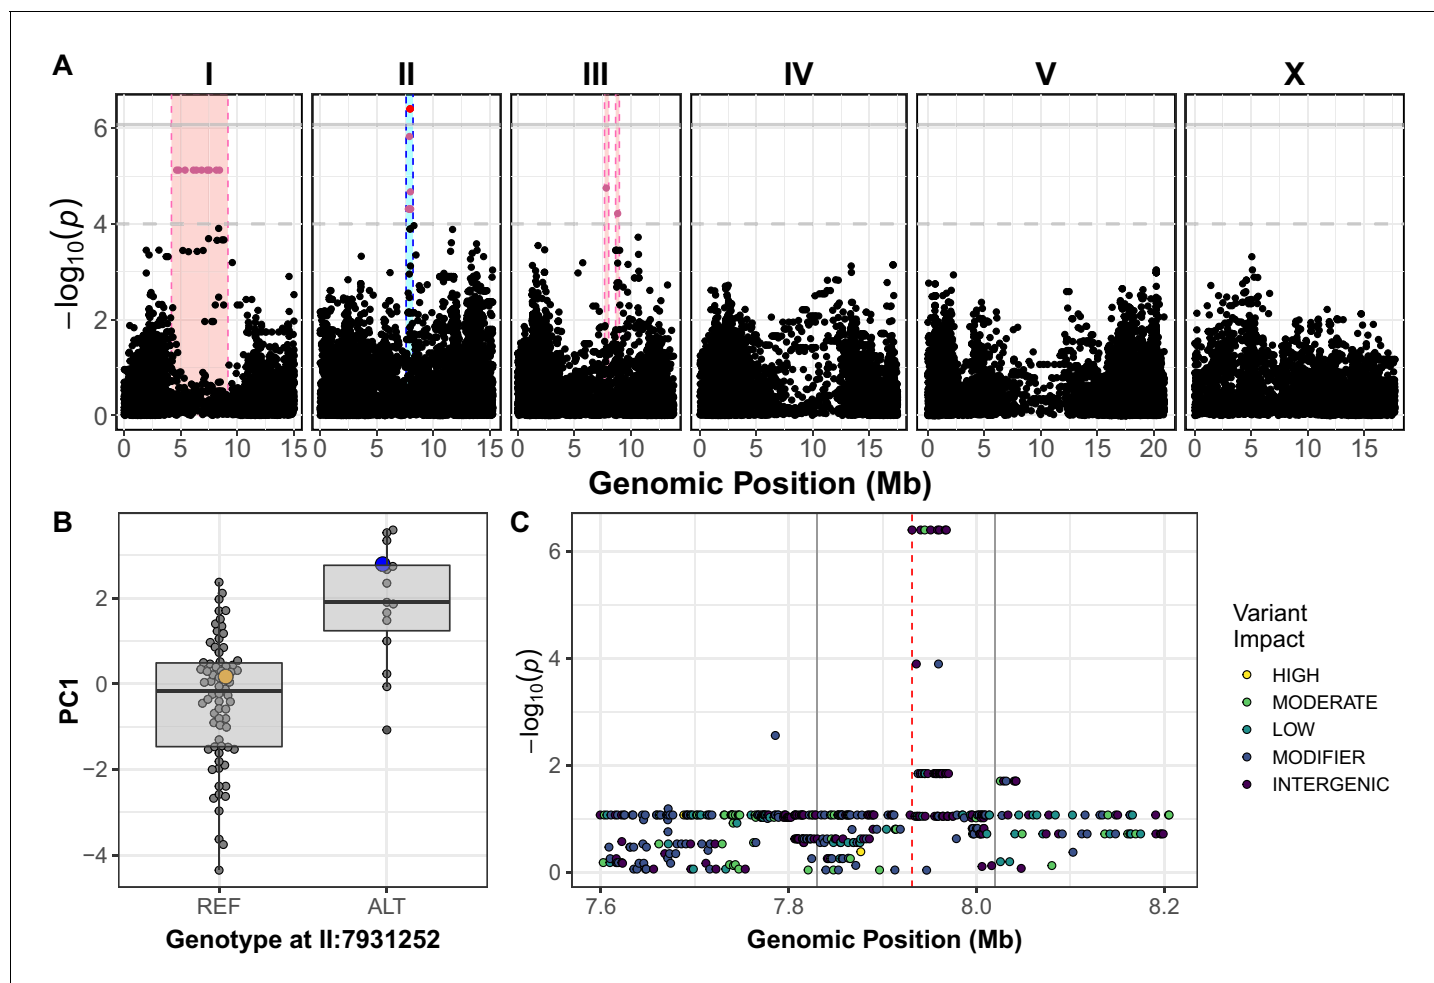 A
I II III IV V X
−log10(p)
6
4
2
0
0 5 10 15 0 5 10 15 0 5 10 0 5 10 15 0 5 10 15 20 0 5 10 15
Genomic Position (Mb)
B
PC1
2
0
−2
−4
REF ALT
Genotype at II:7931252
C
−log10(p)
6
4
2
0
7.6 7.8 8.0 8.2
Genomic Position (Mb)
Variant
Impact
HIGH
MODERATE
LOW
MODIFIER
INTERGENIC